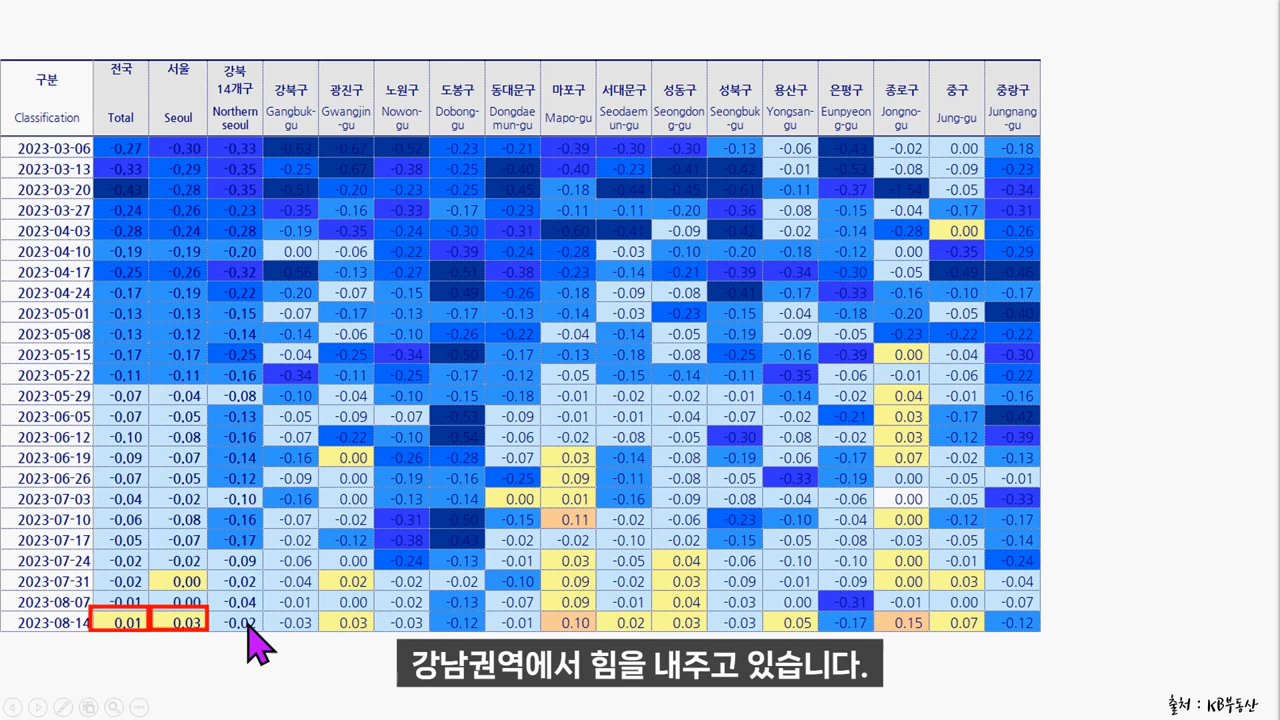 구분 전국 서울 강북 14개구 강북구 광진구 노원구 도봉구 동대문구 마포구 서대문구 성동구 성북구 용산구 은평구 종로구 중구 중랑구
Classification Total Seoul Northern seoul Gangbuk-gu Gwangjin-gu Nowon-gu Dobong-gu Dongdaemun-gu Mapo-gu Seodaemun-gu Seongdong-gu Seongbuk-gu Yongsan-gu Eunpyeong-gu Jongno-gu Jung-gu Jungnang-gu
2023-03-06 -0.27 -0.30 -0.33 -0.63 -0.67 -0.52 -0.23 -0.21 -0.39 -0.30 -0.30 -0.13 -0.06 -0.43 -0.02 0.00 -0.18
2023-03-13 -0.33 -0.29 -0.35 -0.25 -0.67 -0.38 -0.25 -0.40 -0.40 -0.23 -0.41 -0.42 -0.01 -0.53 -0.08 -0.09 -0.23
2023-03-20 -0.43 -0.28 -0.35 -0.51 -0.20 -0.23 -0.25 -0.45 -0.18 -0.44 -0.45 -0.61 -0.11 -0.37 -1.54 -0.05 -0.34
2023-03-27 -0.24 -0.26 -0.23 -0.35 -0.16 -0.33 -0.17 -0.23 -0.11 -0.11 -0.20 -0.36 -0.08 -0.15 -0.04 -0.17 -0.31
2023-04-03 -0.28 -0.24 -0.28 -0.19 -0.35 -0.24 -0.30 -0.31 -0.60 -0.41 -0.09 -0.42 -0.02 -0.14 -0.28 0.00 -0.26
2023-04-10 -0.19 -0.19 -0.20 0.00 -0.06 -0.22 -0.39 -0.24 -0.28 -0.03 -0.10 -0.20 -0.18 -0.12 0.00 -0.35 -0.29
2023-04-17 -0.25 -0.26 -0.32 -0.56 -0.13 -0.27 -0.51 -0.38 -0.23 -0.14 -0.21 -0.39 -0.34 -0.30 -0.05 -0.49 -0.46
2023-04-24 -0.17 -0.19 -0.22 -0.20 -0.07 -0.15 -0.49 -0.26 -0.18 -0.09 -0.08 -0.41 -0.17 -0.33 -0.16 -0.10 -0.17
2023-05-01 -0.13 -0.13 -0.15 -0.07 -0.17 -0.13 -0.17 -0.13 -0.14 -0.03 -0.23 -0.15 -0.04 -0.18 -0.20 -0.05 -0.40
2023-05-08 -0.13 -0.12 -0.14 -0.14 -0.06 -0.10 -0.26 -0.22 -0.04 -0.14 -0.05 -0.19 -0.09 -0.05 -0.23 -0.22 -0.22
2023-05-15 -0.17 -0.17 -0.25 -0.04 -0.25 -0.34 -0.50 -0.17 -0.13 -0.18 -0.08 -0.25 -0.16 -0.39 0.00 -0.04 -0.30
2023-05-22 -0.11 -0.11 -0.16 -0.34 -0.11 -0.25 -0.17 -0.12 -0.05 -0.15 -0.14 -0.11 -0.35 -0.06 -0.01 -0.06 -0.22
2023-05-29 -0.07 -0.04 -0.08 -0.10 -0.04 -0.10 -0.15 -0.18 -0.01 -0.02 -0.02 -0.01 -0.14 -0.02 0.04 -0.01 -0.16
2023-06-05 -0.07 -0.05 -0.13 -0.05 -0.09 -0.07 -0.53 -0.09 -0.01 -0.01 -0.06 -0.07 -0.02 -0.21 0.03 -0.17 -0.42
2023-06-12 -0.10 -0.08 -0.16 -0.07 -0.22 -0.10 -0.54 -0.06 -0.02 -0.08 -0.05 -0.30 -0.08 -0.02 0.03 -0.12 -0.39
2023-06-19 -0.09 -0.07 -0.14 -0.16 0.00 -0.26 -0.28 -0.07 0.03 -0.14 -0.08 -0.19 -0.06 -0.17 0.07 -0.02 -0.13
2023-06-26 -0.07 -0.05 -0.12 -0.09 0.00 -0.19 -0.16 -0.25 0.09 -0.11 -0.08 -0.05 -0.33 -0.19 0.00 -0.05 -0.01
2023-07-03 -0.04 -0.02 -0.10 -0.16 0.00 -0.13 -0.14 0.00 0.01 -0.16 -0.09 -0.08 -0.04 -0.06 0.00 -0.05 -0.33
2023-07-10 -0.06 -0.08 -0.16 -0.07 -0.02 -0.31 -0.50 -0.15 0.11 -0.02 -0.06 -0.23 -0.10 -0.04 0.00 -0.12 -0.17
2023-07-17 -0.05 -0.07 -0.17 -0.02 -0.12 -0.38 -0.43 -0.02 -0.02 -0.10 -0.02 -0.15 -0.05 -0.08 -0.03 -0.05 -0.14
2023-07-24 -0.02 -0.02 -0.09 -0.06 0.00 -0.24 -0.13 -0.01 0.03 -0.05 0.04 -0.06 -0.10 -0.10 0.00 -0.01 -0.24
2023-07-31 -0.02 0.00 -0.02 -0.04 0.02 -0.02 -0.02 -0.10 0.09 -0.02 0.03 -0.09 -0.01 -0.09 0.00 0.03 -0.04
2023-08-07 -0.01 0.00 -0.04 -0.01 0.00 -0.02 -0.13 -0.07 0.09 -0.01 0.04 -0.03 0.00 -0.31 -0.01 0.00 -0.07
2023-08-14 0.01 0.03 -0.02 -0.03 0.03 -0.03 -0.12 -0.01 0.10 0.02 0.03 -0.03 0.05 -0.17 0.15 0.07 -0.12
강남권역에서 힘을 내주고 있습니다.
출처 : KB부동산